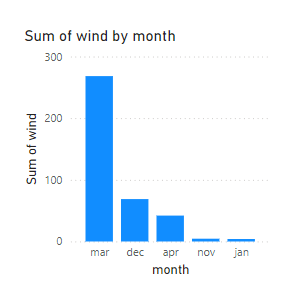 Sum of wind by month
300
200
100
0
Sum of wind
mar dec apr nov jan
month